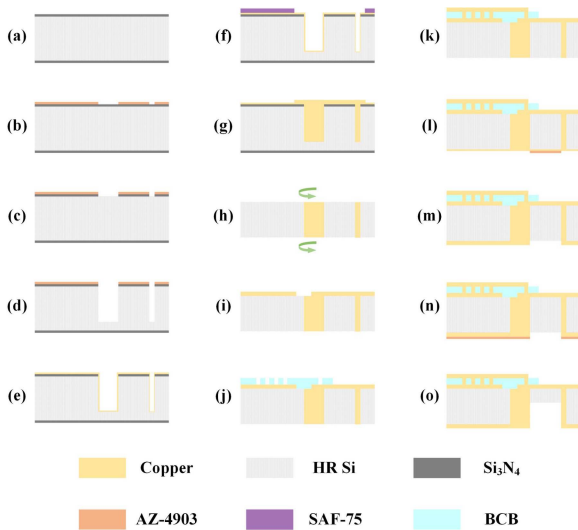 (a)
(b)
(c)
(d)
(e)
(f)
(g)
(h)
(i)
(j)
(k)
(l)
(m)
(n)
(o)
Copper
HR Si
Si₃N₄
AZ-4903
SAF-75
BCB